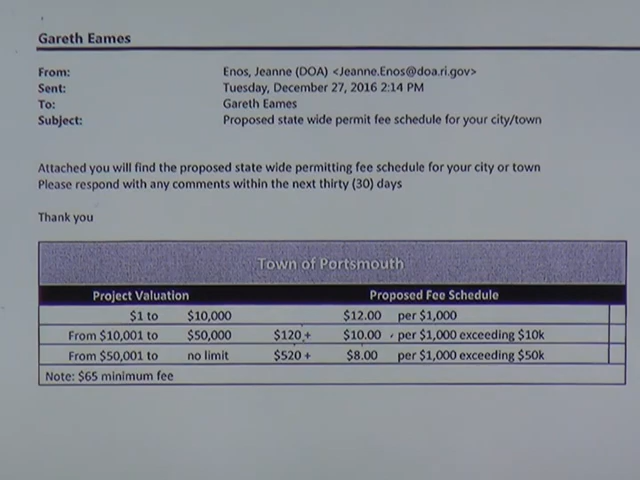 Gareth Eames
From: Enos, Jeanne (DOA) <Jeanne.Enos@doa.ri.gov>
Sent: Tuesday, December 27, 2016 2:14 PM
To: Gareth Eames
Subject: Proposed state wide permit fee schedule for your city/town
Attached you will find the proposed state wide permitting fee schedule for your city or town
Please respond with any comments within the next thirty (30) days
Thank you
Town of Portsmouth
Project Valuation Proposed Fee Schedule
$1 to $10,000 $12.00 per $1,000
From $10,001 to $50,000 $120 + $10.00 per $1,000 exceeding $10k
From $50,001 to no limit $520 + $8.00 per $1,000 exceeding $50k
Note: $65 minimum fee